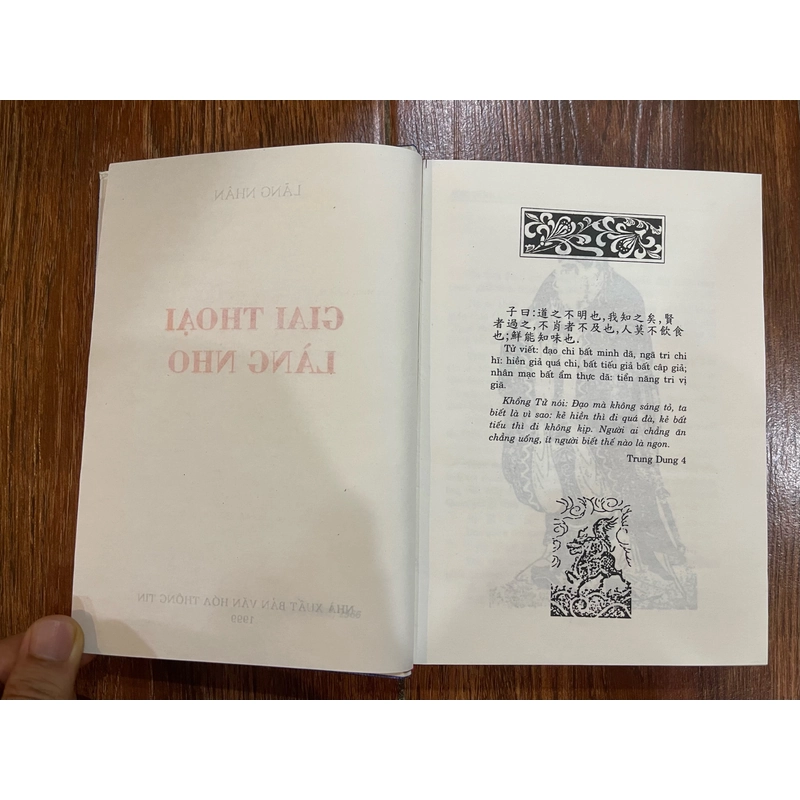 LÃNG NHÂN
GIAI THOẠI
LÀNG NHO
NHÀ XUẤT BẢN VĂN HÓA THÔNG TIN
1999
子曰:道之不明也,我知之矣,賢
者過之,不肖者不及也,人莫不飲食
也;鮮能知味也.
Tử viết: đạo chi bất minh dã, ngã tri chi
hĩ: hiền giả quá chi, bất tiếu giả bất cập giả;
nhân mạc bất ẩm thực dã: tiển năng tri vị
giã.
Khổng Tử nói: Đạo mà không sáng tỏ, ta
biết là vì sao: kẻ hiền thì đi quá đà, kẻ bất
tiếu thì đi không kịp. Người ai chẳng ăn
chẳng uống, ít người biết thế nào là ngon.
Trung Dung 4